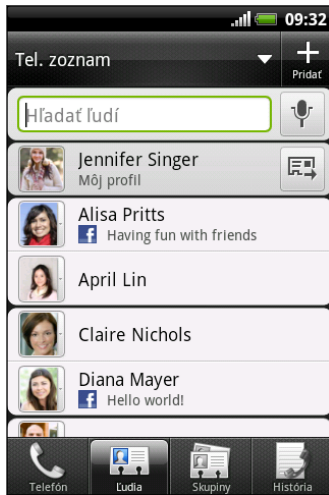 09:32
Tel. zoznam
Pridať
Hľadať ľudí
Jennifer Singer
Môj profil
Alisa Pritts
Having fun with friends
April Lin
Claire Nichols
Diana Mayer
Hello world!
Telefón
Ľudia
Skupiny
História